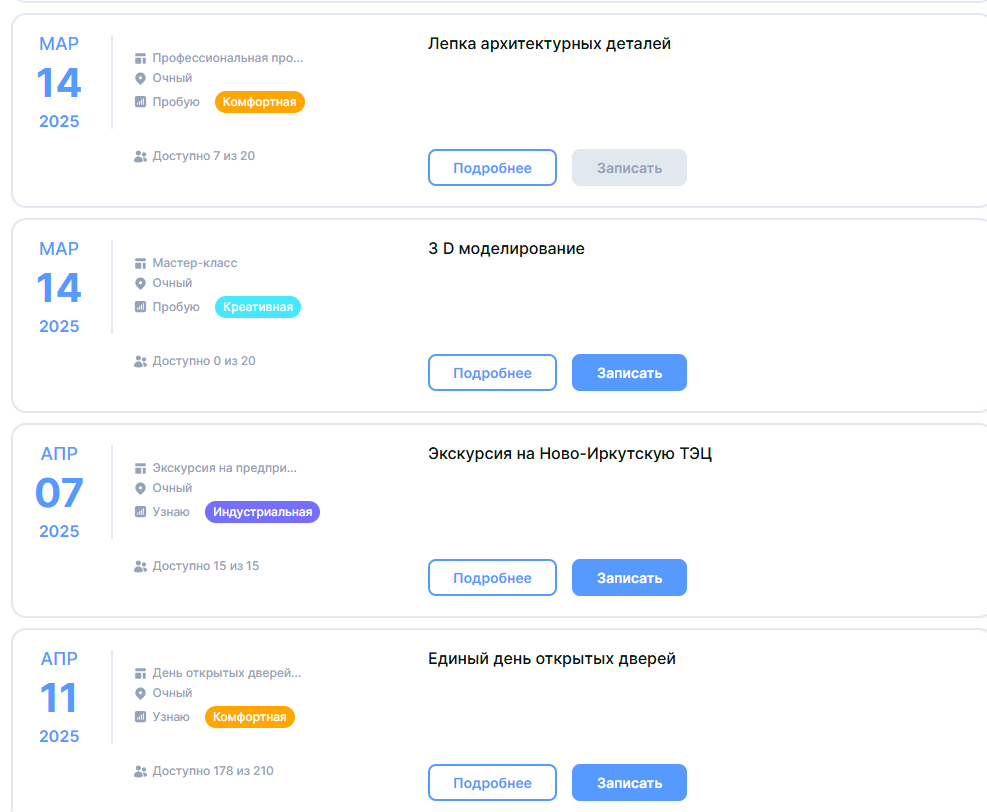 МАР
14
2025
Профессиональная про...
Очный
Пробую Комфортная
Доступно 7 из 20
Лепка архитектурных деталей
Подробнее Записать
МАР
14
2025
Мастер-класс
Очный
Пробую Креативная
Доступно 0 из 20
3 D моделирование
Подробнее Записать
АПР
07
2025
Экскурсия на предпри...
Очный
Узнаю Индустриальная
Доступно 15 из 15
Экскурсия на Ново-Иркутскую ТЭЦ
Подробнее Записать
АПР
11
2025
День открытых дверей...
Очный
Узнаю Комфортная
Доступно 178 из 210
Единый день открытых дверей
Подробнее Записать